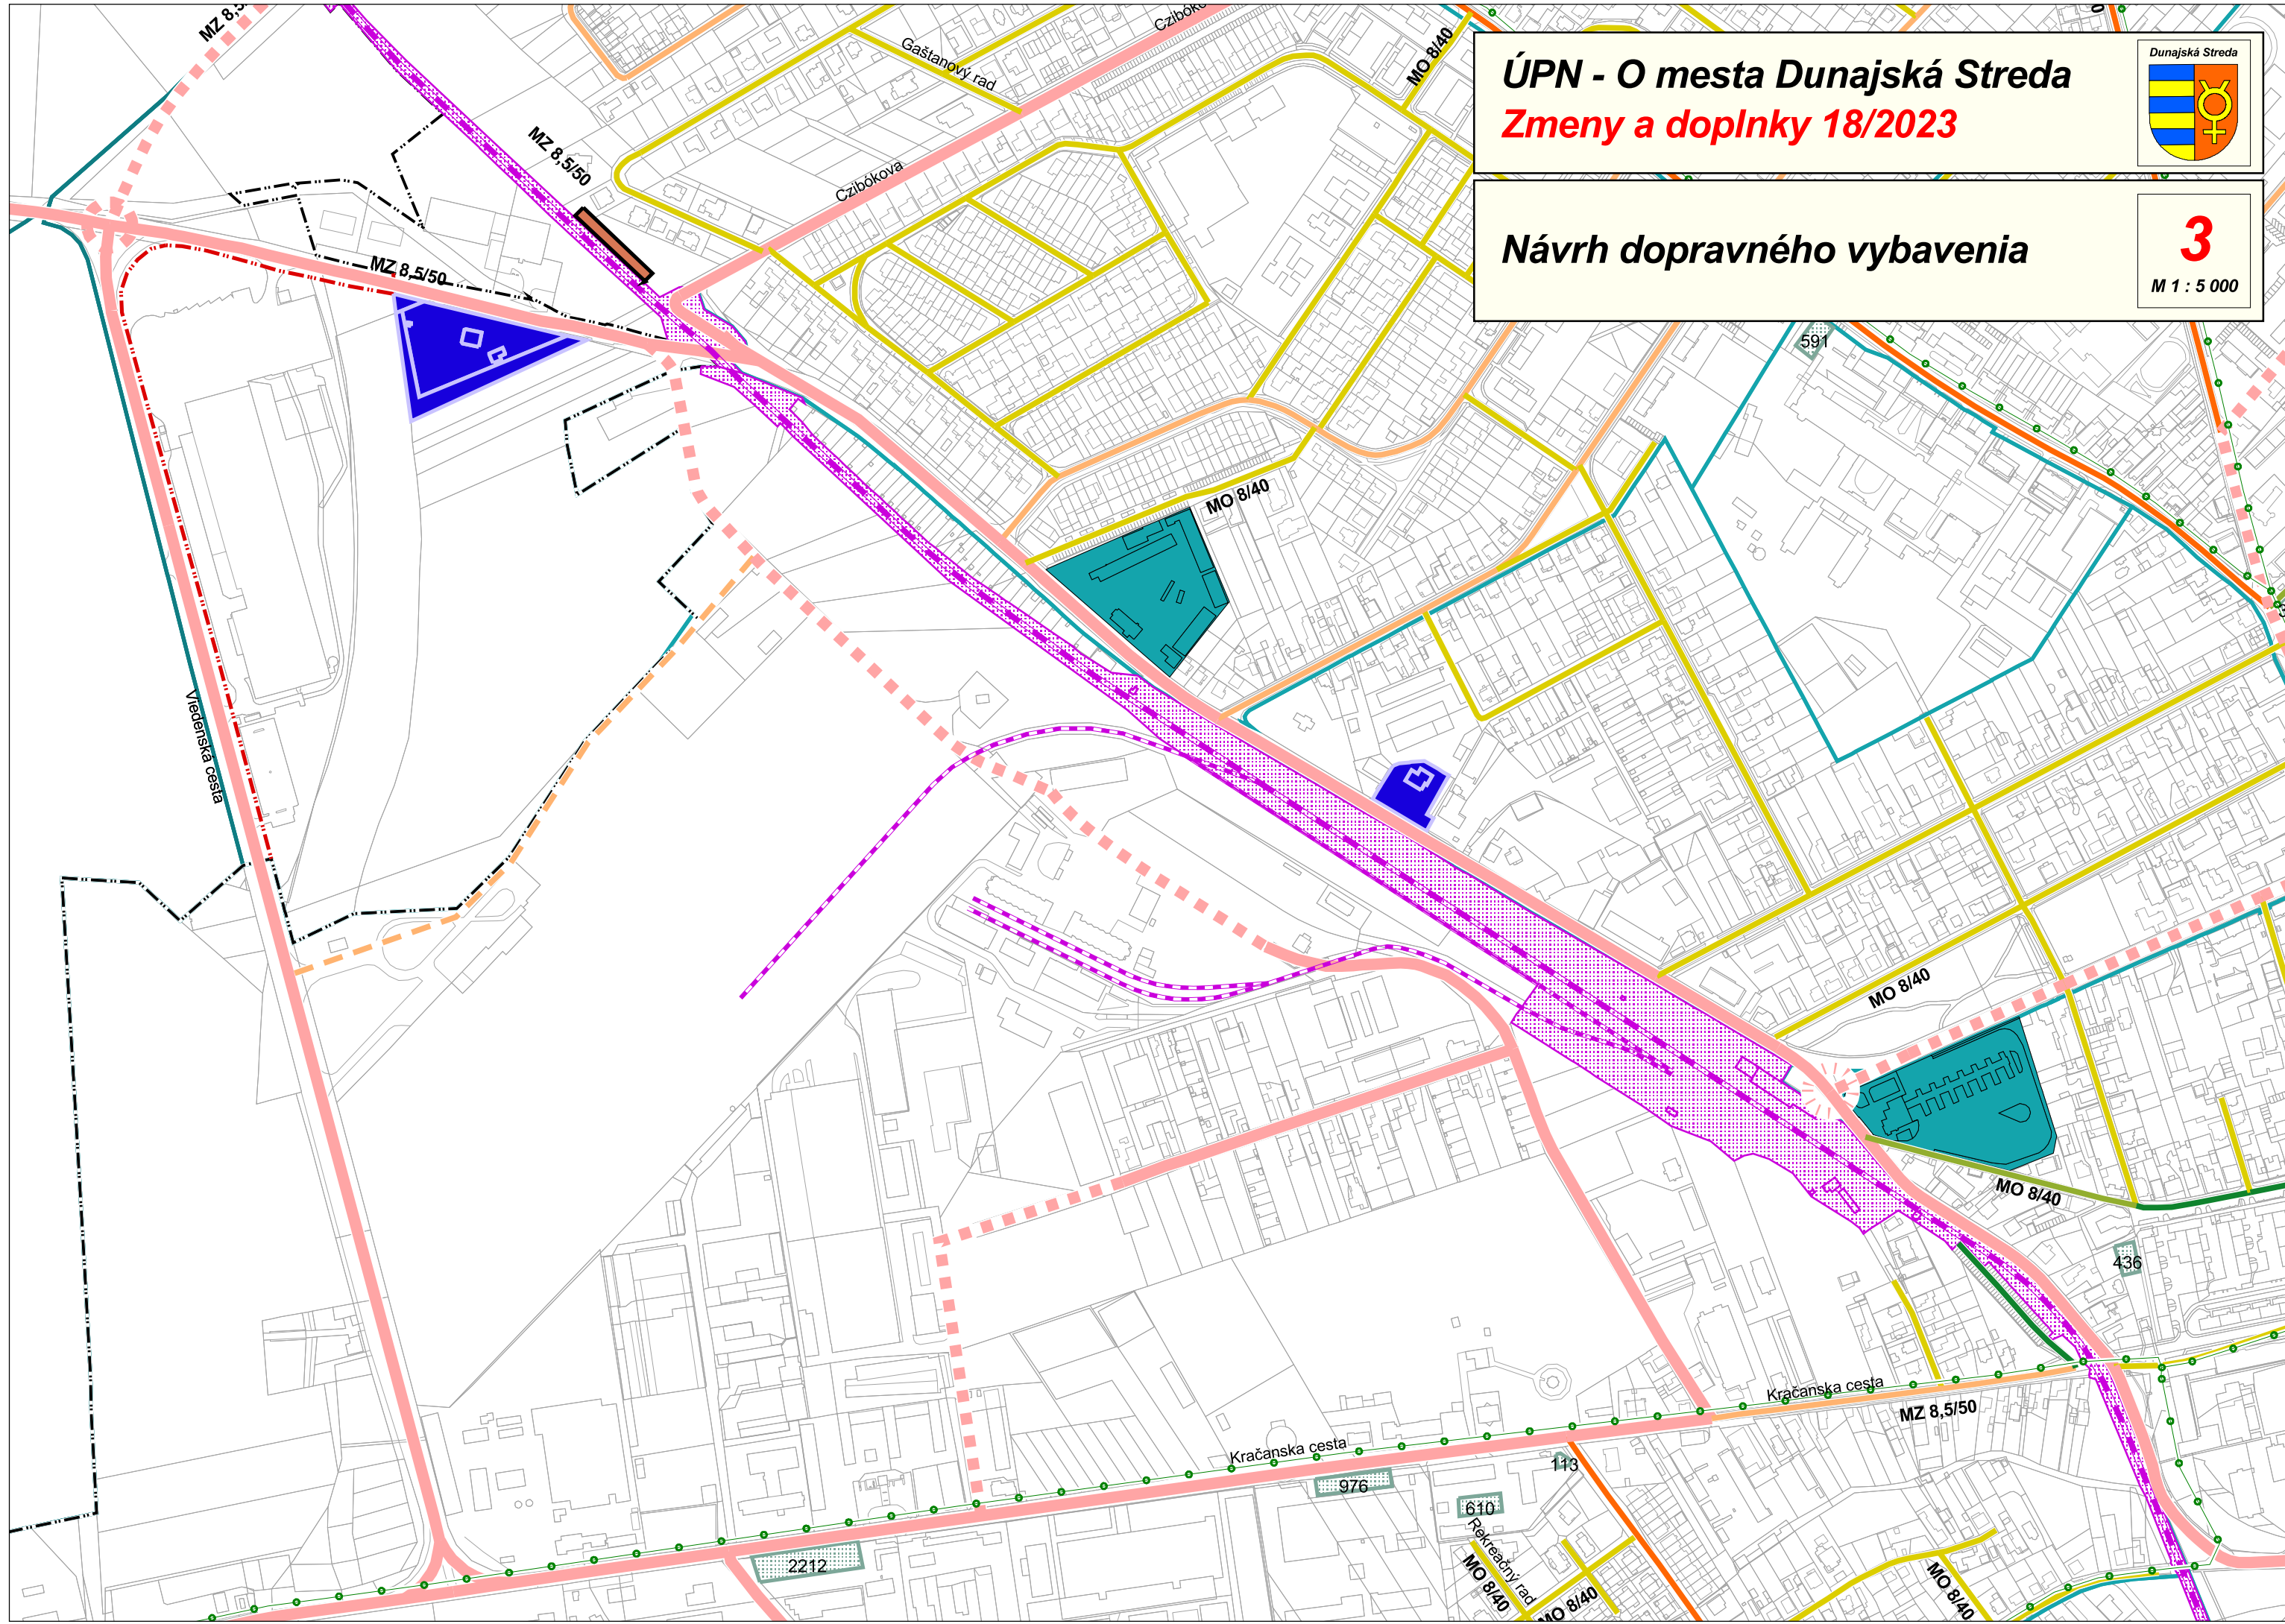 ÚPN - O mesta Dunajská Streda
Zmeny a doplnky 18/2023
Dunajská Streda
Návrh dopravného vybavenia
3
M 1 : 5 000
MZ 8,5
Gaštanový rad
MO 8/40
MZ 8,5/50
Czibókova
MZ 8,5/50
591
MO 8/40
Viedenská cesta
MO 8/40
MO 8/40
436
Kračanska cesta
MZ 8,5/50
Kračanska cesta
113
976
610
Rekreačný rad
2212
MO 8/40
MO 8/40
MO 8/40